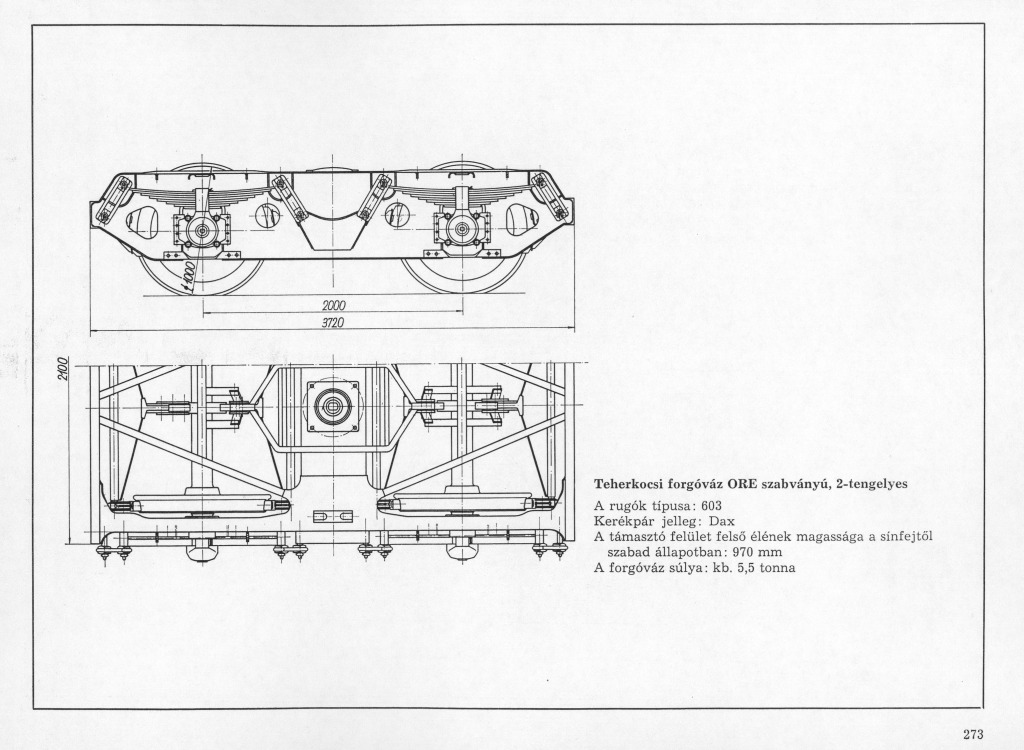 1000
2000
3720
2100
Teherkocsi forgóváz ORE szabványú, 2-tengelyes
A rugók típusa: 603
Kerékpár jelleg: Dax
A támasztó felület felső élének magassága a sínfejtől
szabad állapotban: 970 mm
A forgóváz súlya: kb. 5,5 tonna
273